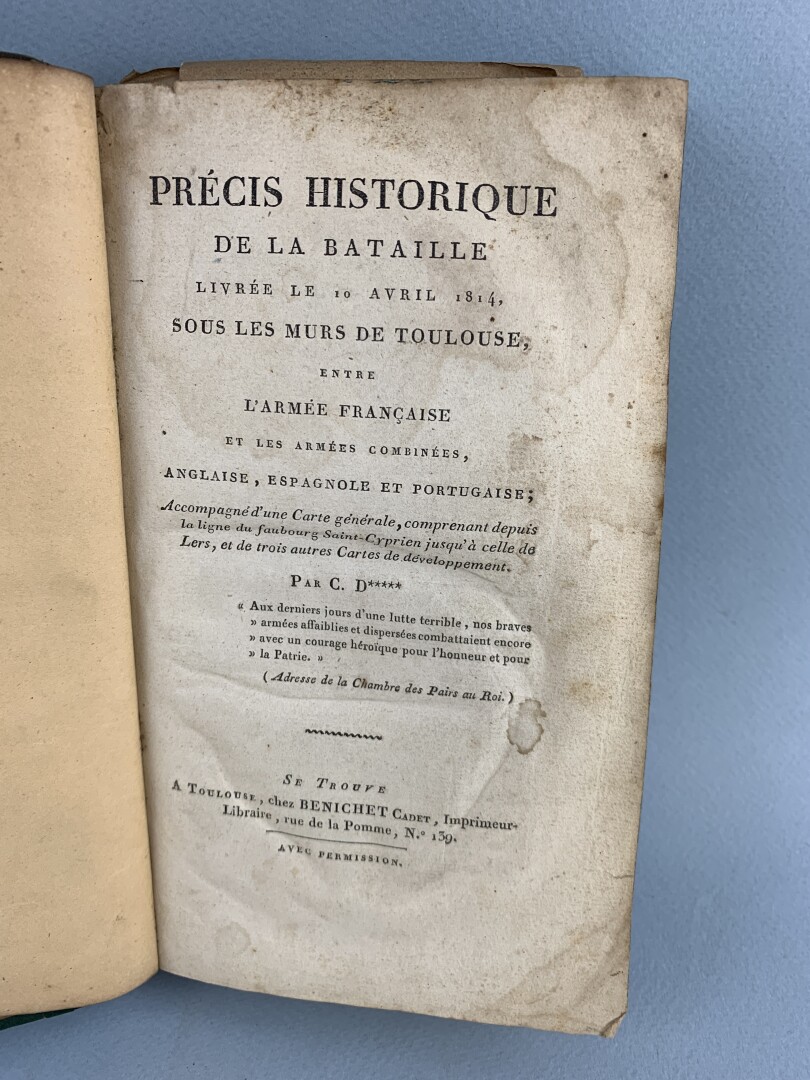 PRÉCIS HISTORIQUE
DE LA BATAILLE
LIVRÉE LE 10 AVRIL 1814,
SOUS LES MURS DE TOULOUSE,
ENTRE
L'ARMÉE FRANÇAISE
ET LES ARMÉES COMBINÉES,
ANGLAISE, ESPAGNOLE ET PORTUGAISE;
Accompagné d'une Carte générale, comprenant depuis
la ligne du faubourg Saint-Cyprien jusqu'à celle de
Lers, et de trois autres Cartes de développement.
PAR C. D*****
« Aux derniers jours d'une lutte terrible, nos braves
» armées affaiblies et dispersées combattaient encore
» avec un courage héroïque pour l'honneur et pour
» la Patrie. »
(Adresse de la Chambre des Pairs au Roi.)
SE TROUVE
A TOULOUSE, chez BENICHET CADET, Imprimeur-
Libraire, rue de la Pomme, N.º 139.
AVEC PERMISSION.